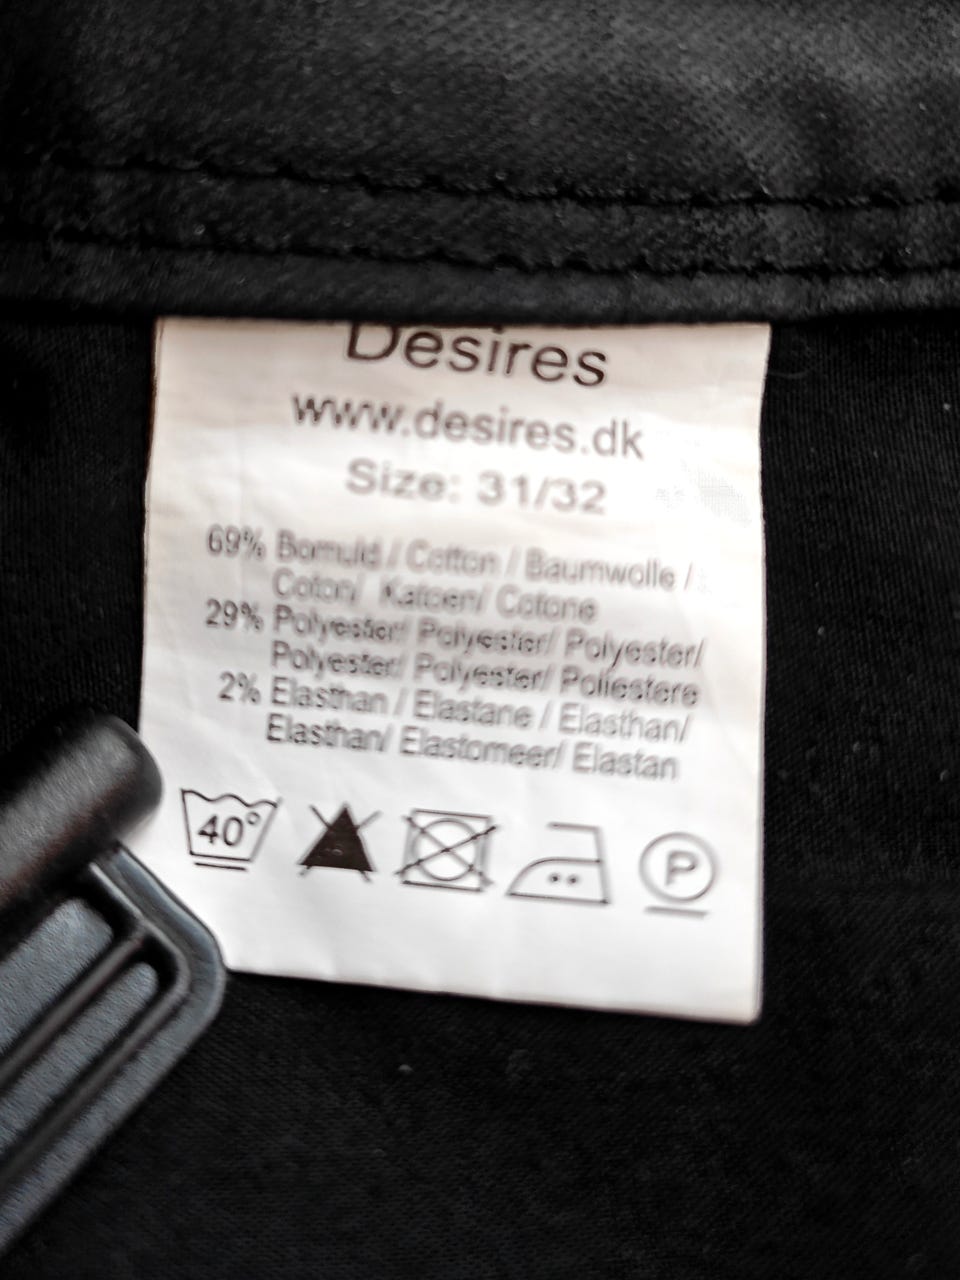 Desires
www.desires.dk
Size: 31/32
69% Bomuld / Cotton / Baumwolle /
Coton/ Katoen/ Cotone
29% Polyester/ Polyester/ Polyester/
Polyester/ Polyester/ Poliestere
2% Elasthan / Elastane / Elasthan/
Elasthan/ Elastomeer/ Elastan
40° P